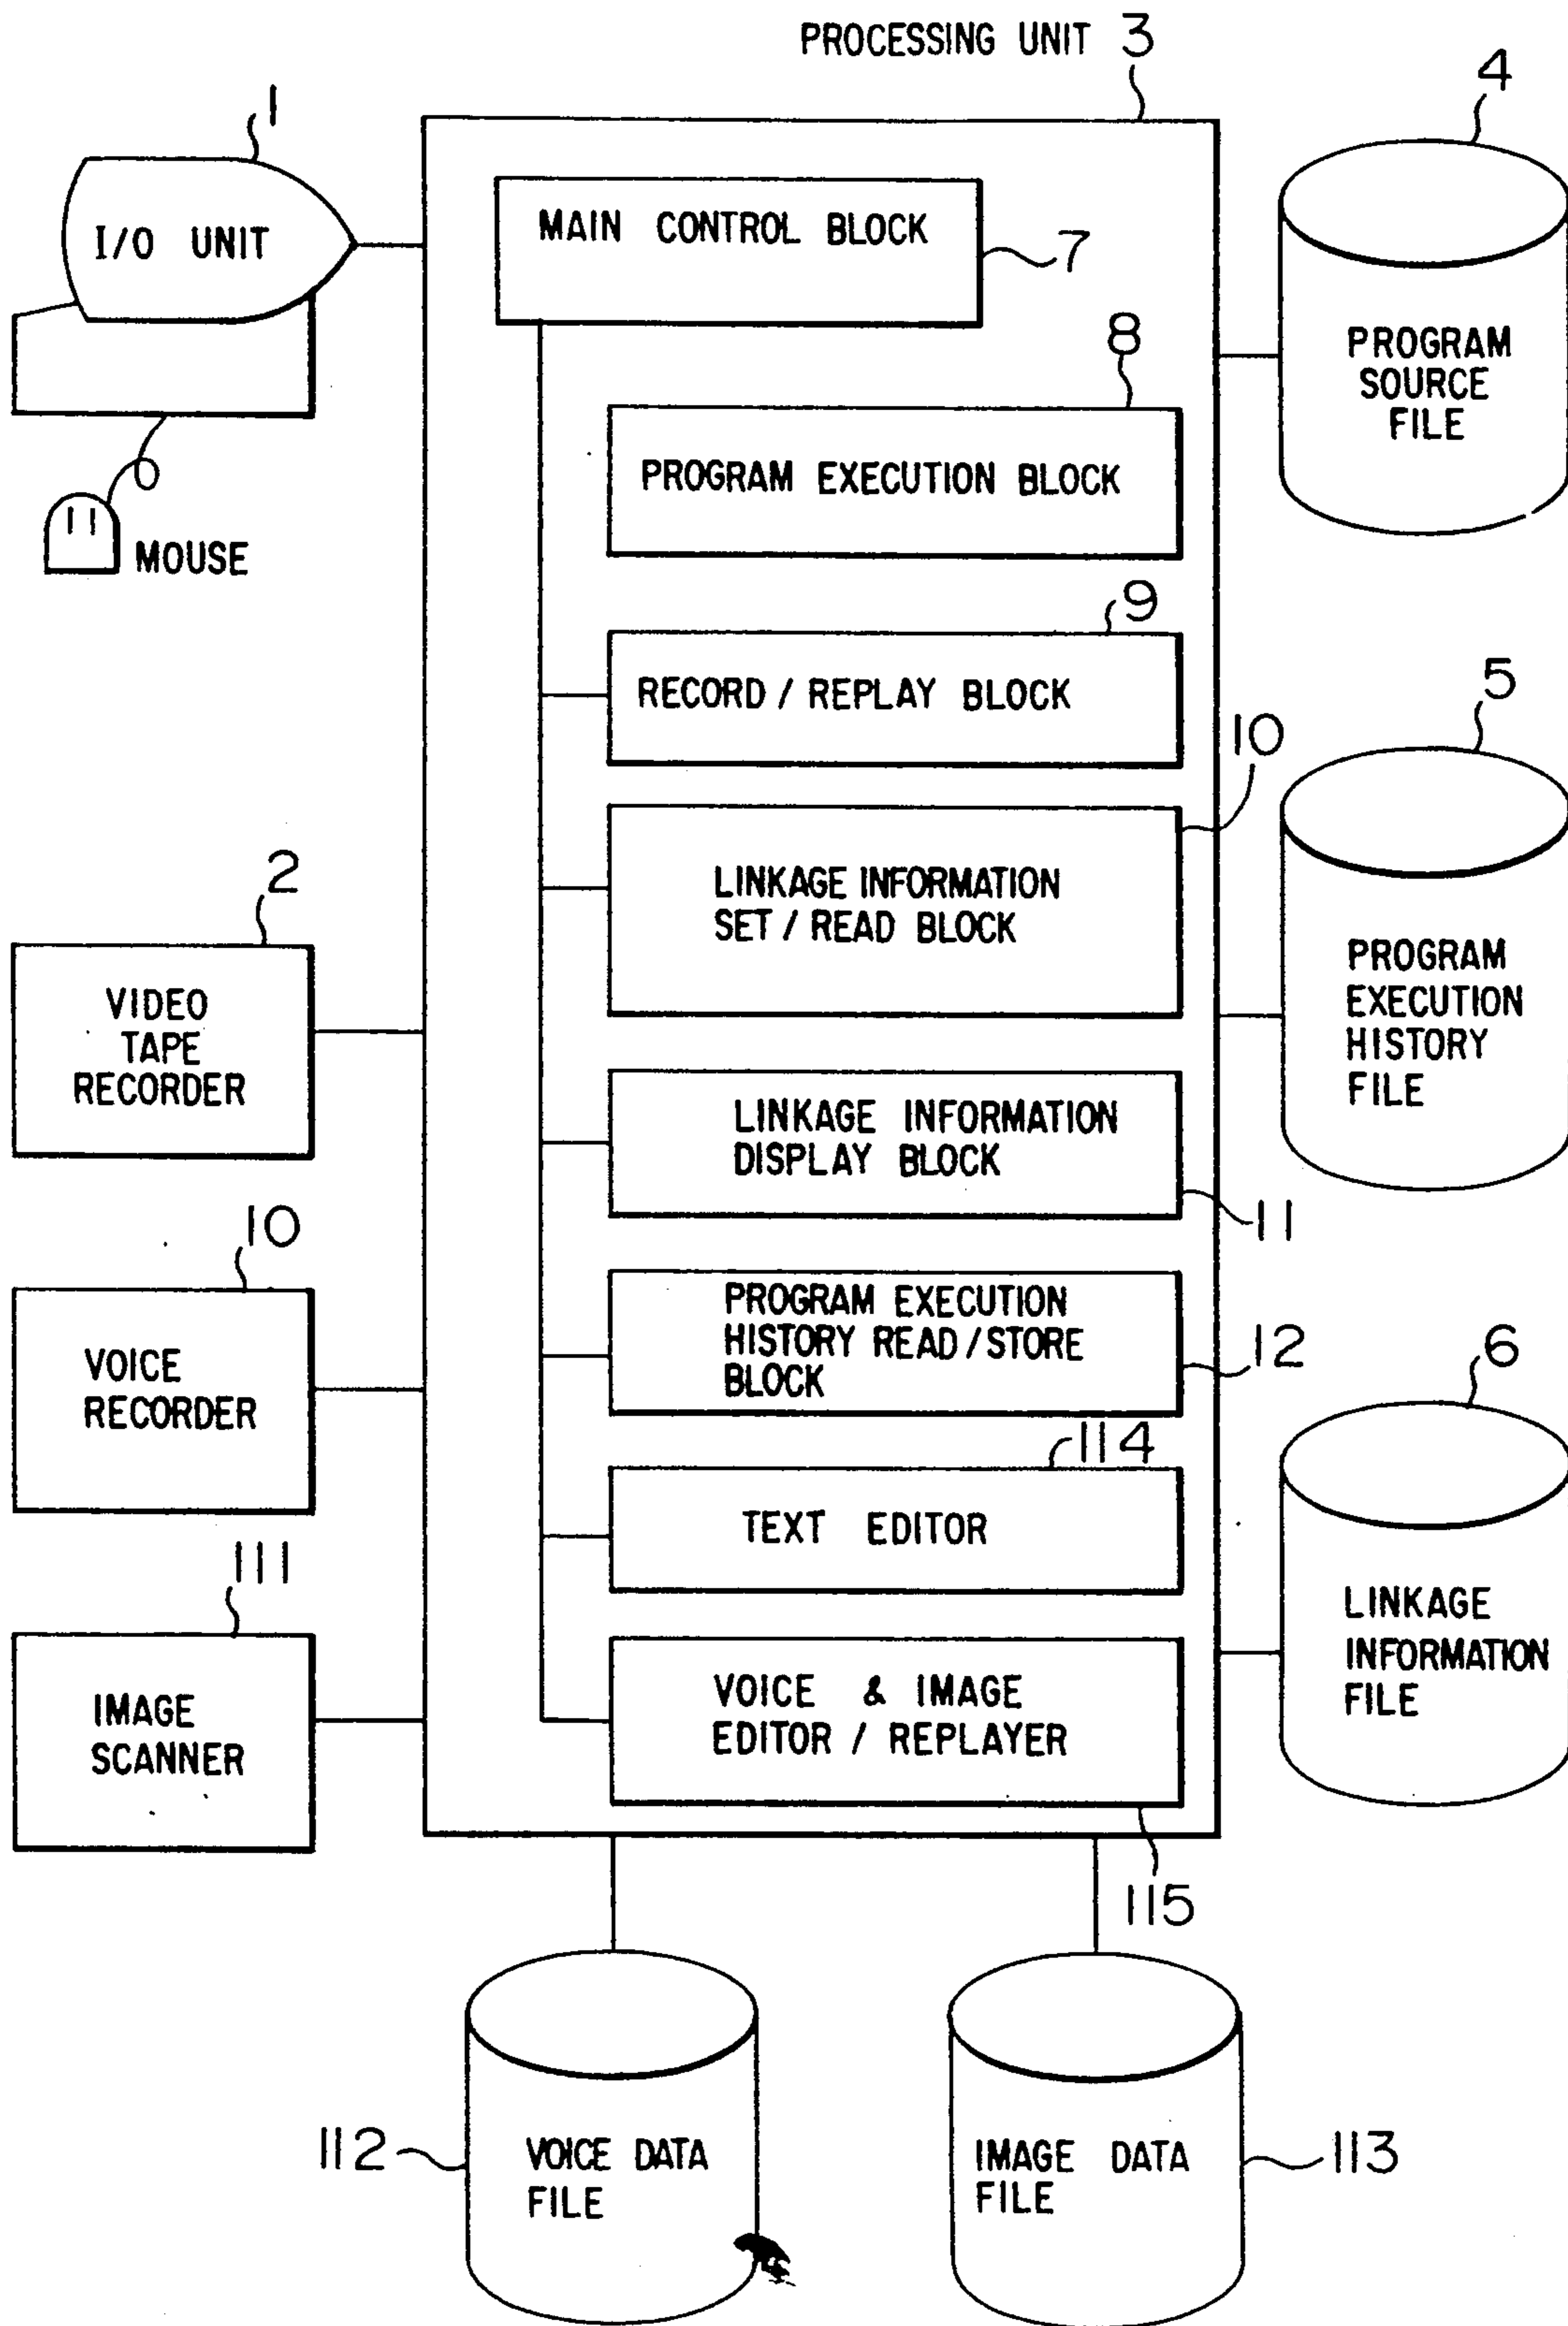 PROCESSING UNIT 3
1
I/O UNIT
MOUSE
MAIN CONTROL BLOCK
7
8
PROGRAM EXECUTION BLOCK
9
RECORD / REPLAY BLOCK
10
LINKAGE INFORMATION
SET / READ BLOCK
LINKAGE INFORMATION
DISPLAY BLOCK
11
PROGRAM EXECUTION
HISTORY READ / STORE
BLOCK
12
114
TEXT EDITOR
VOICE & IMAGE
EDITOR / REPLAYER
115
2
VIDEO
TAPE
RECORDER
10
VOICE
RECORDER
111
IMAGE
SCANNER
4
PROGRAM
SOURCE
FILE
5
PROGRAM
EXECUTION
HISTORY
FILE
6
LINKAGE
INFORMATION
FILE
112
VOICE DATA
FILE
IMAGE DATA
FILE
113